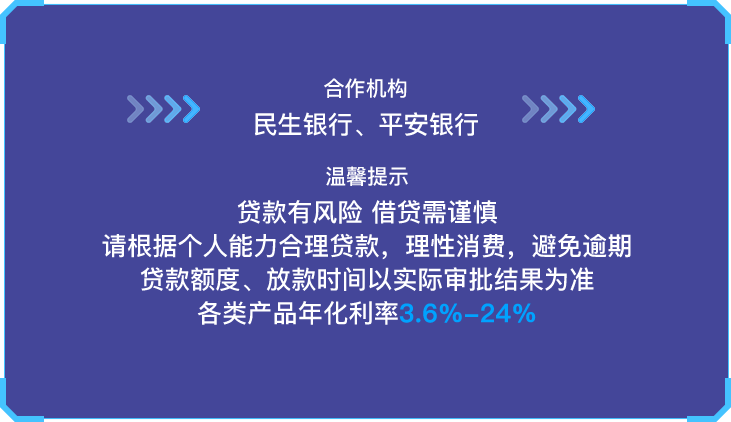 合作机构
民生银行、平安银行
温馨提示
贷款有风险 借贷需谨慎
请根据个人能力合理贷款，理性消费，避免逾期
贷款额度、放款时间以实际审批结果为准
各类产品年化利率3.6%-24%